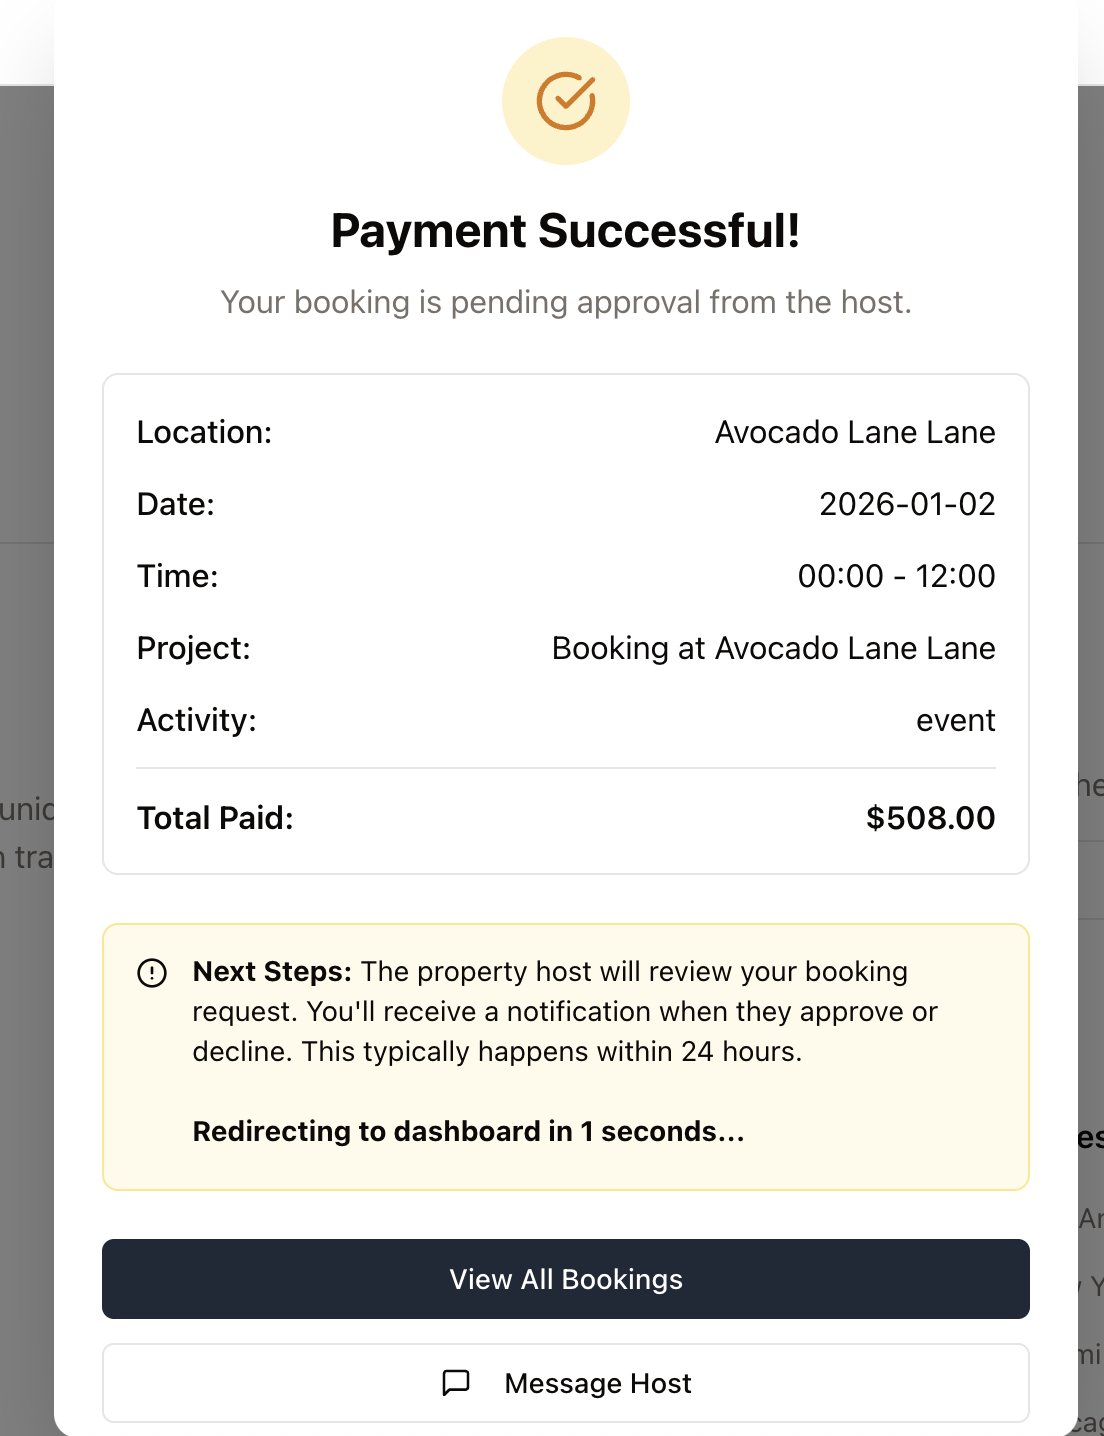 Payment Successful!
Your booking is pending approval from the host.
Location: Avocado Lane Lane
Date: 2026-01-02
Time: 00:00 - 12:00
Project: Booking at Avocado Lane Lane
Activity: event
Total Paid: $508.00
Next Steps: The property host will review your booking
request. You'll receive a notification when they approve or
decline. This typically happens within 24 hours.
Redirecting to dashboard in 1 seconds...
View All Bookings
Message Host